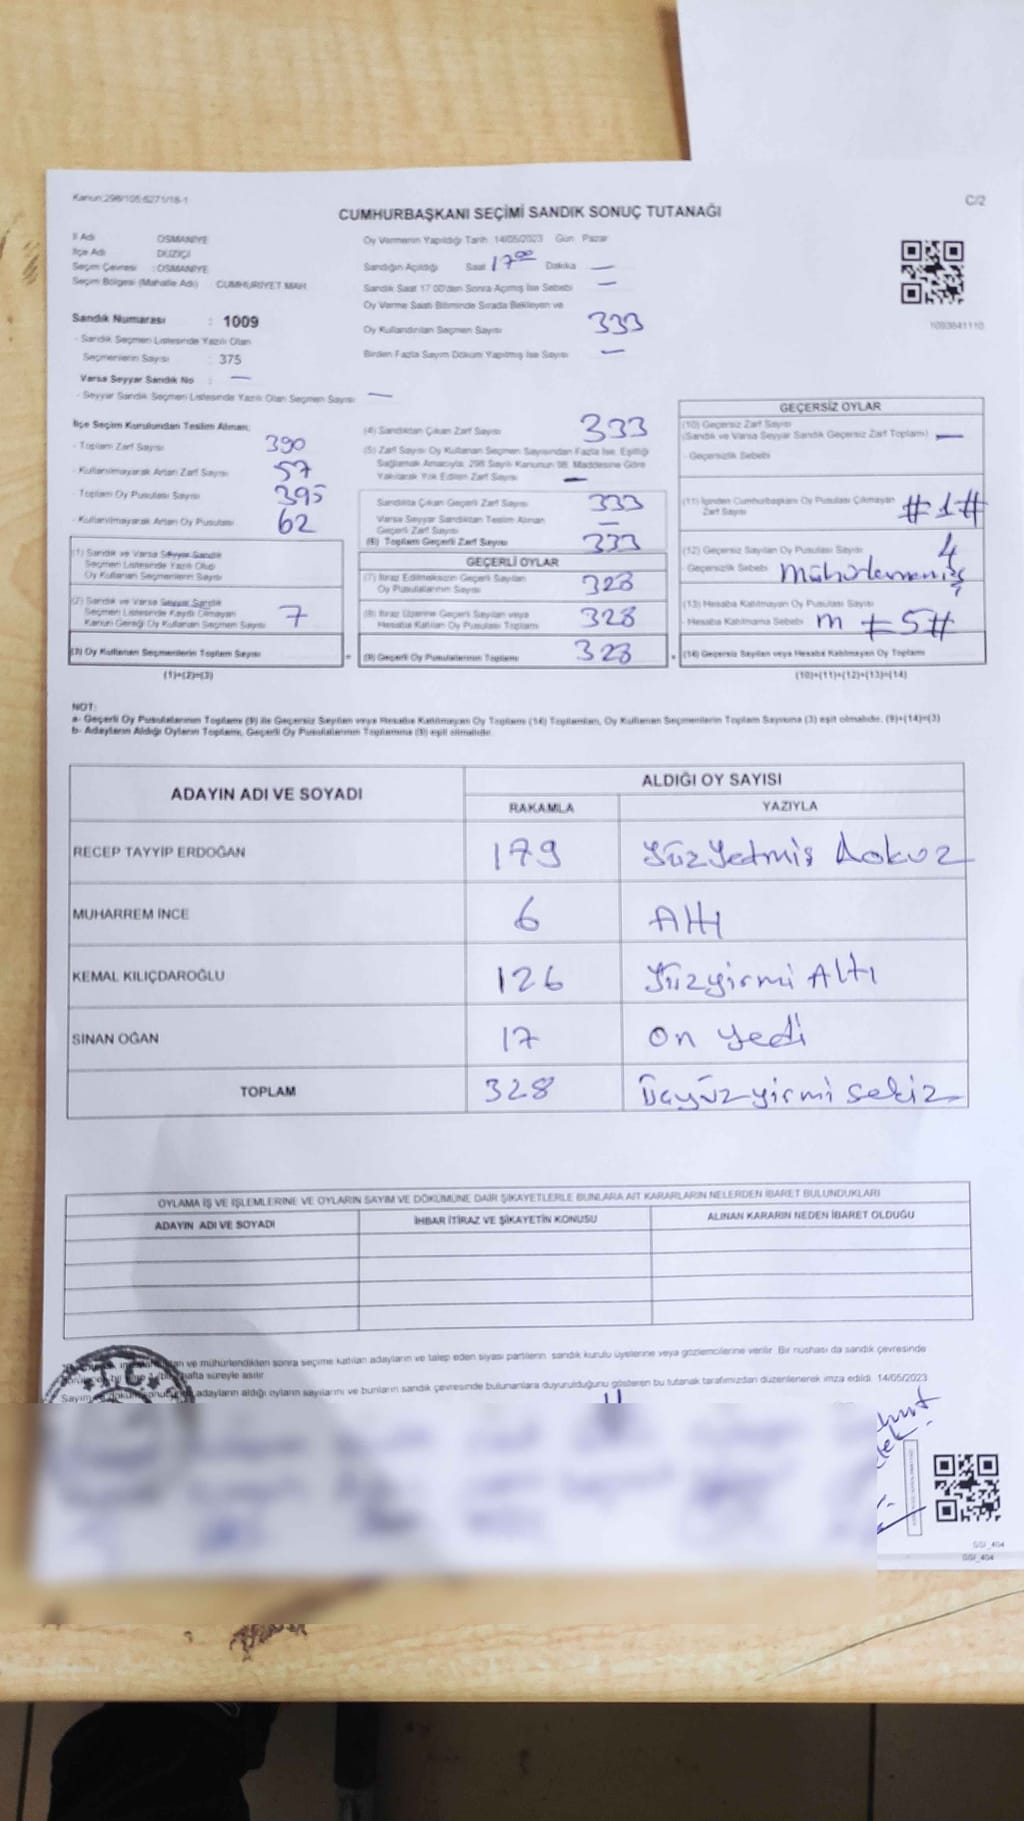 Kanun:298/105;6271/18-1
C/2
CUMHURBAŞKANI SEÇİMİ SANDIK SONUÇ TUTANAĞI
İl Adı OSMANİYE
İlçe Adı DÜZİÇİ
Seçim Çevresi : OSMANİYE
Seçim Bölgesi (Mahalle Adı) CUMHURİYET MAH.
Sandık Numarası : 1009
- Sandık Seçmen Listesinde Yazılı Olan
Seçmenlerin Sayısı : 375
Varsa Seyyar Sandık No : —
- Seyyar Sandık Seçmen Listesinde Yazılı Olan Seçmen Sayısı —
Oy Vermenin Yapıldığı Tarih 14/05/2023 Gün Pazar
Sandığın Açıldığı Saat 17 00 Dakika —
Sandık Saat 17:00'den Sonra Açılmış İse Sebebi —
Oy Verme Saati Bitiminde Sırada Bekleyen ve
Oy Kullandırılan Seçmen Sayısı 333
Birden Fazla Sayım Döküm Yapılmış İse Sayısı —
1093641110
İlçe Seçim Kurulundan Teslim Alınan;
- Toplam Zarf Sayısı 390
- Kullanılmayarak Artan Zarf Sayısı 57
- Toplam Oy Pusulası Sayısı 395
- Kullanılmayarak Artan Oy Pusulası 62
(1) Sandık ve Varsa Seyyar Sandık
Seçmen Listesinde Yazılı Olup
Oy Kullanan Seçmenlerin Sayısı
(2) Sandık ve Varsa Seyyar Sandık
Seçmen Listesinde Kayıtlı Olmayan
Kanun Gereği Oy Kullanan Seçmen Sayısı 7
(3) Oy Kullanan Seçmenlerin Toplam Sayısı
(1)+(2)=(3)
(4) Sandıktan Çıkan Zarf Sayısı 333
(5) Zarf Sayısı Oy Kullanan Seçmen Sayısından Fazla İse, Eşitliği
Sağlamak Amacıyla, 298 Sayılı Kanunun 98. Maddesine Göre
Yakılarak Yok Edilen Zarf Sayısı —
Sandıkta Çıkan Geçerli Zarf Sayısı 333
Varsa Seyyar Sandıktan Teslim Alınan
Geçerli Zarf Sayısı —
(6) Toplam Geçerli Zarf Sayısı 333
GEÇERLİ OYLAR
(7) İtiraz Edilmeksizin Geçerli Sayılan
Oy Pusulalarının Sayısı 328
(8) İtiraz Üzerine Geçerli Sayılan veya
Hesaba Katılan Oy Pusulası Toplamı 328
= (9) Geçerli Oy Pusulalarının Toplamı 328
GEÇERSİZ OYLAR
(10) Geçersiz Zarf Sayısı
(Sandık ve Varsa Seyyar Sandık Geçersiz Zarf Toplamı) —
- Geçersizlik Sebebi
(11) İçinden Cumhurbaşkanı Oy Pusulası Çıkmayan
Zarf Sayısı #1#
(12) Geçersiz Sayılan Oy Pusulası Sayısı 4
- Geçersizlik Sebebi Mühürlenmemiş
(13) Hesaba Katılmayan Oy Pusulası Sayısı
- Hesaba Katılmama Sebebi #5#
+ (14) Geçersiz Sayılan veya Hesaba Katılmayan Oy Toplamı
(10)+(11)+(12)+(13)=(14)
NOT:
a- Geçerli Oy Pusulalarının Toplamı (9) ile Geçersiz Sayılan veya Hesaba Katılmayan Oy Toplamı (14) Toplamları, Oy Kullanan Seçmenlerin Toplam Sayısına (3) eşit olmalıdır. (9)+(14)=(3)
b- Adayların Aldığı Oyların Toplamı, Geçerli Oy Pusulalarının Toplamına (9) eşit olmalıdır.
ADAYIN ADI VE SOYADI ALDIĞI OY SAYISI
RAKAMLA YAZIYLA
RECEP TAYYİP ERDOĞAN 179 Yüz Yetmiş Dokuz
MUHARREM İNCE 6 Altı
KEMAL KILIÇDAROĞLU 126 Yüzyirmi Altı
SİNAN OĞAN 17 on yedi
TOPLAM 328 Üçyüz yirmi sekiz
OYLAMA İŞ VE İŞLEMLERİNE VE OYLARIN SAYIM VE DÖKÜMÜNE DAİR ŞİKAYETLERLE BUNLARA AİT KARARLARIN NELERDEN İBARET BULUNDUKLARI
ADAYIN ADI VE SOYADI İHBAR İTİRAZ VE ŞİKAYETİN KONUSU ALINAN KARARIN NEDEN İBARET OLDUĞU
ve mühürlendikten sonra seçime katılan adayların ve talep eden siyasi partilerin sandık kurulu üyelerine veya gözlemcilerine verilir. Bir nüshası da sandık çevresinde
hafta süreyle asılır.
adayların aldığı oyların sayılarını ve bunların sandık çevresinde bulunanlara duyurulduğunu gösteren bu tutanak tarafımızdan düzenlenerek imza edildi. 14/05/2023
SSI_404
SSI_404